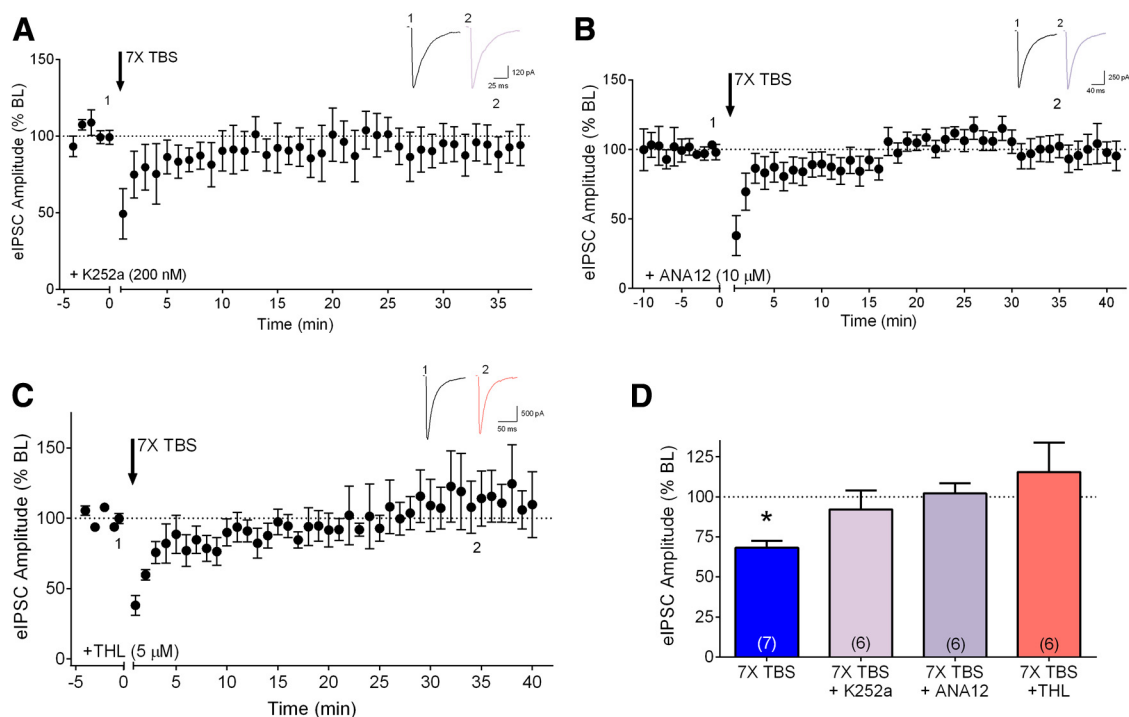 A
1
2
120 pA
25 ms
7X TBS
1
2
eIPSC Amplitude (% BL)
150
100
50
0
+ K252a (200 nM)
-5 0 5 10 15 20 25 30 35
Time (min)
B
1
2
250 pA
40 ms
7X TBS
1
2
eIPSC Amplitude (% BL)
150
100
50
0
+ ANA12 (10 μM)
-10 -5 0 5 10 15 20 25 30 35 40
Time (min)
C
1
2
500 pA
50 ms
7X TBS
1
2
eIPSC Amplitude (% BL)
150
100
50
0
+THL (5 μM)
-5 0 5 10 15 20 25 30 35 40
Time (min)
D
eIPSC Amplitude (% BL)
125
100
75
50
25
0
*
(7) (6) (6) (6)
7X TBS 7X TBS 7X TBS 7X TBS
+ K252a + ANA12 +THL